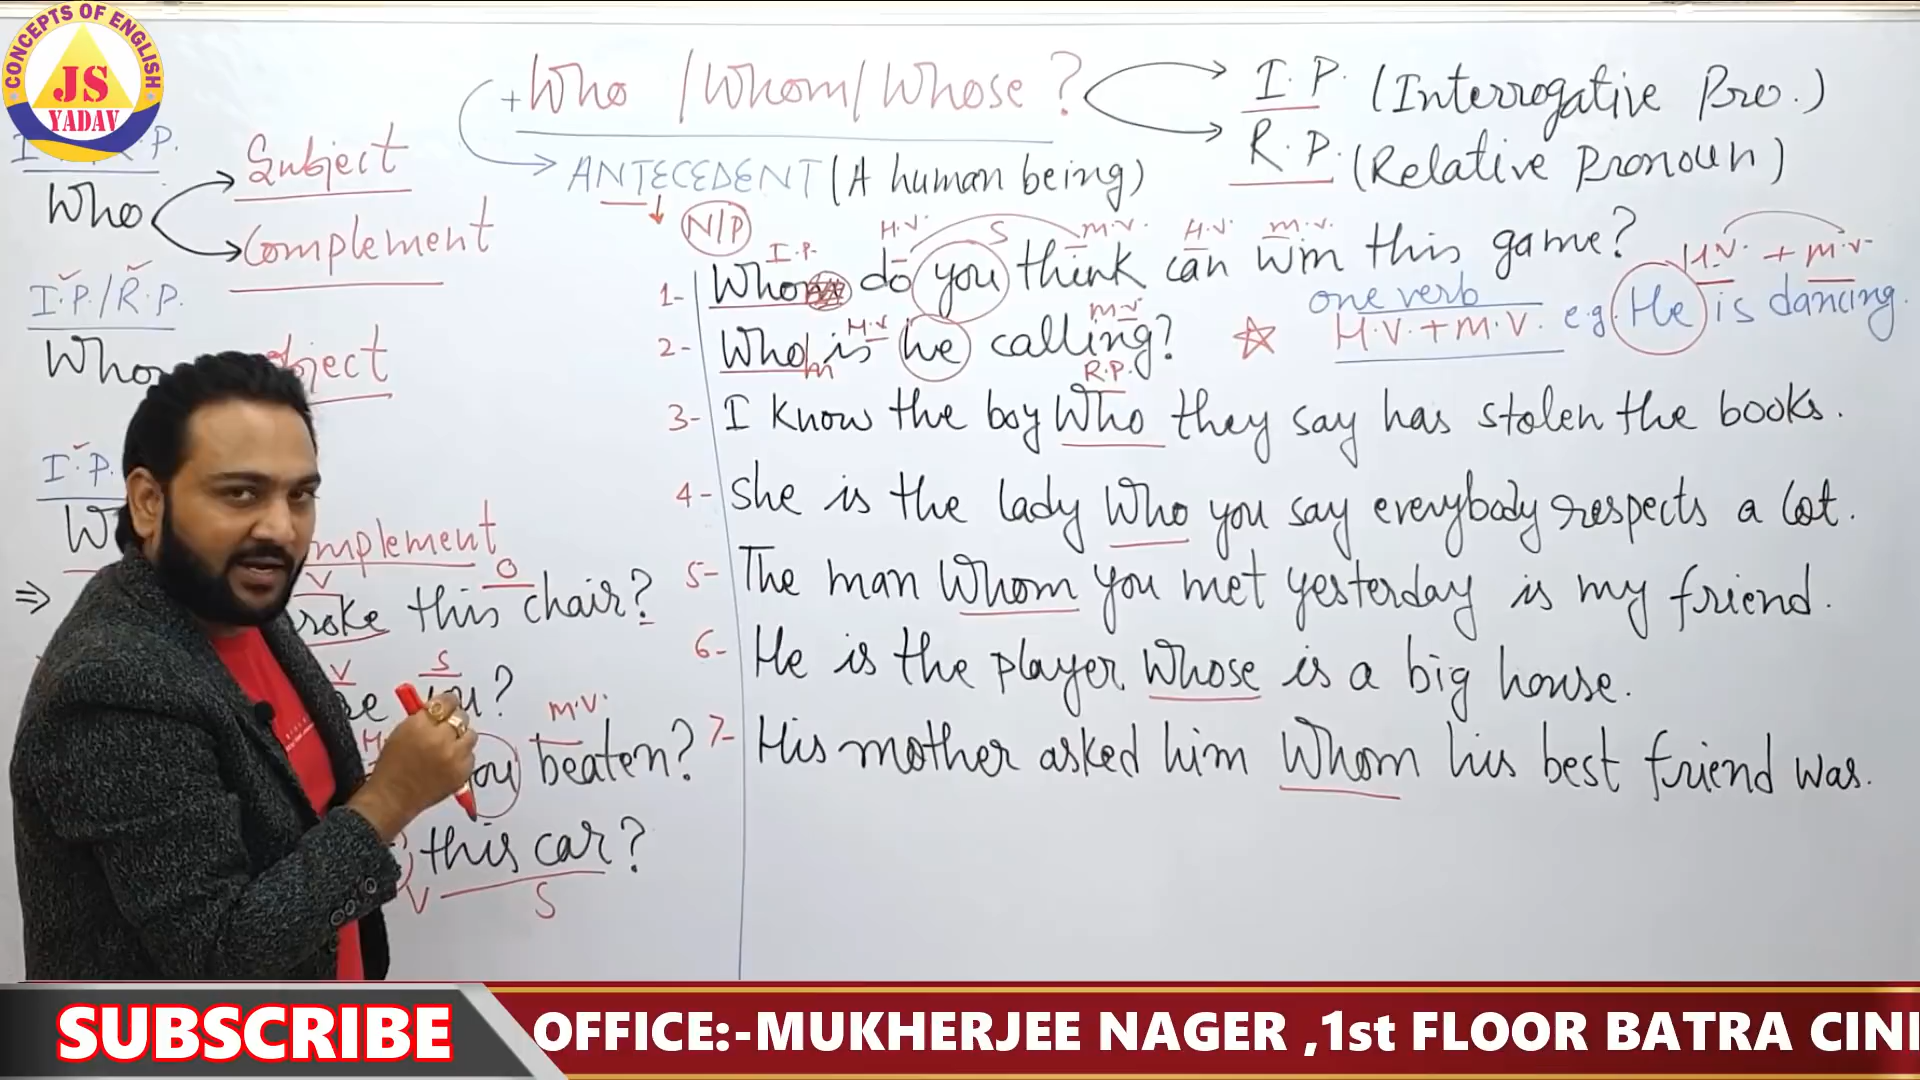 CONCEPTS OF ENGLISH
JS
YADAV
+Who / Whom / Whose ?
I. P. (Interrogative Pro.)
R. P. (Relative Pronoun)
ANTECEDENT (A human being)
N/P
Who
Subject
Complement
I.P./R.P.
I.P.
mplement
I.P. H.V. S M.V. H.V. M.V.
1- Who do you think can win this game?
H.V M.V
2- Whom is he calling?
one verb
H.V. + M.V. e.g. He is dancing.
H.V. + M.V.
R.P.
3- I know the boy who they say has stolen the books.
4- She is the lady who you say everybody respects a lot.
5- The man whom you met yesterday is my friend.
6- He is the player whose is a big house.
7- His mother asked him whom his best friend was.
V O
⇒ roke this chair?
V S
M.V.
ou beaten?
this car?
V S
SUBSCRIBE
OFFICE:-MUKHERJEE NAGER ,1st FLOOR BATRA CIN